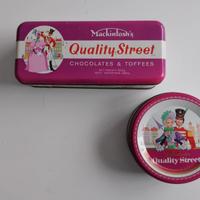 Mackintosh's
Quality Street
CHOCOLATES & TOFFEES
Quality Street